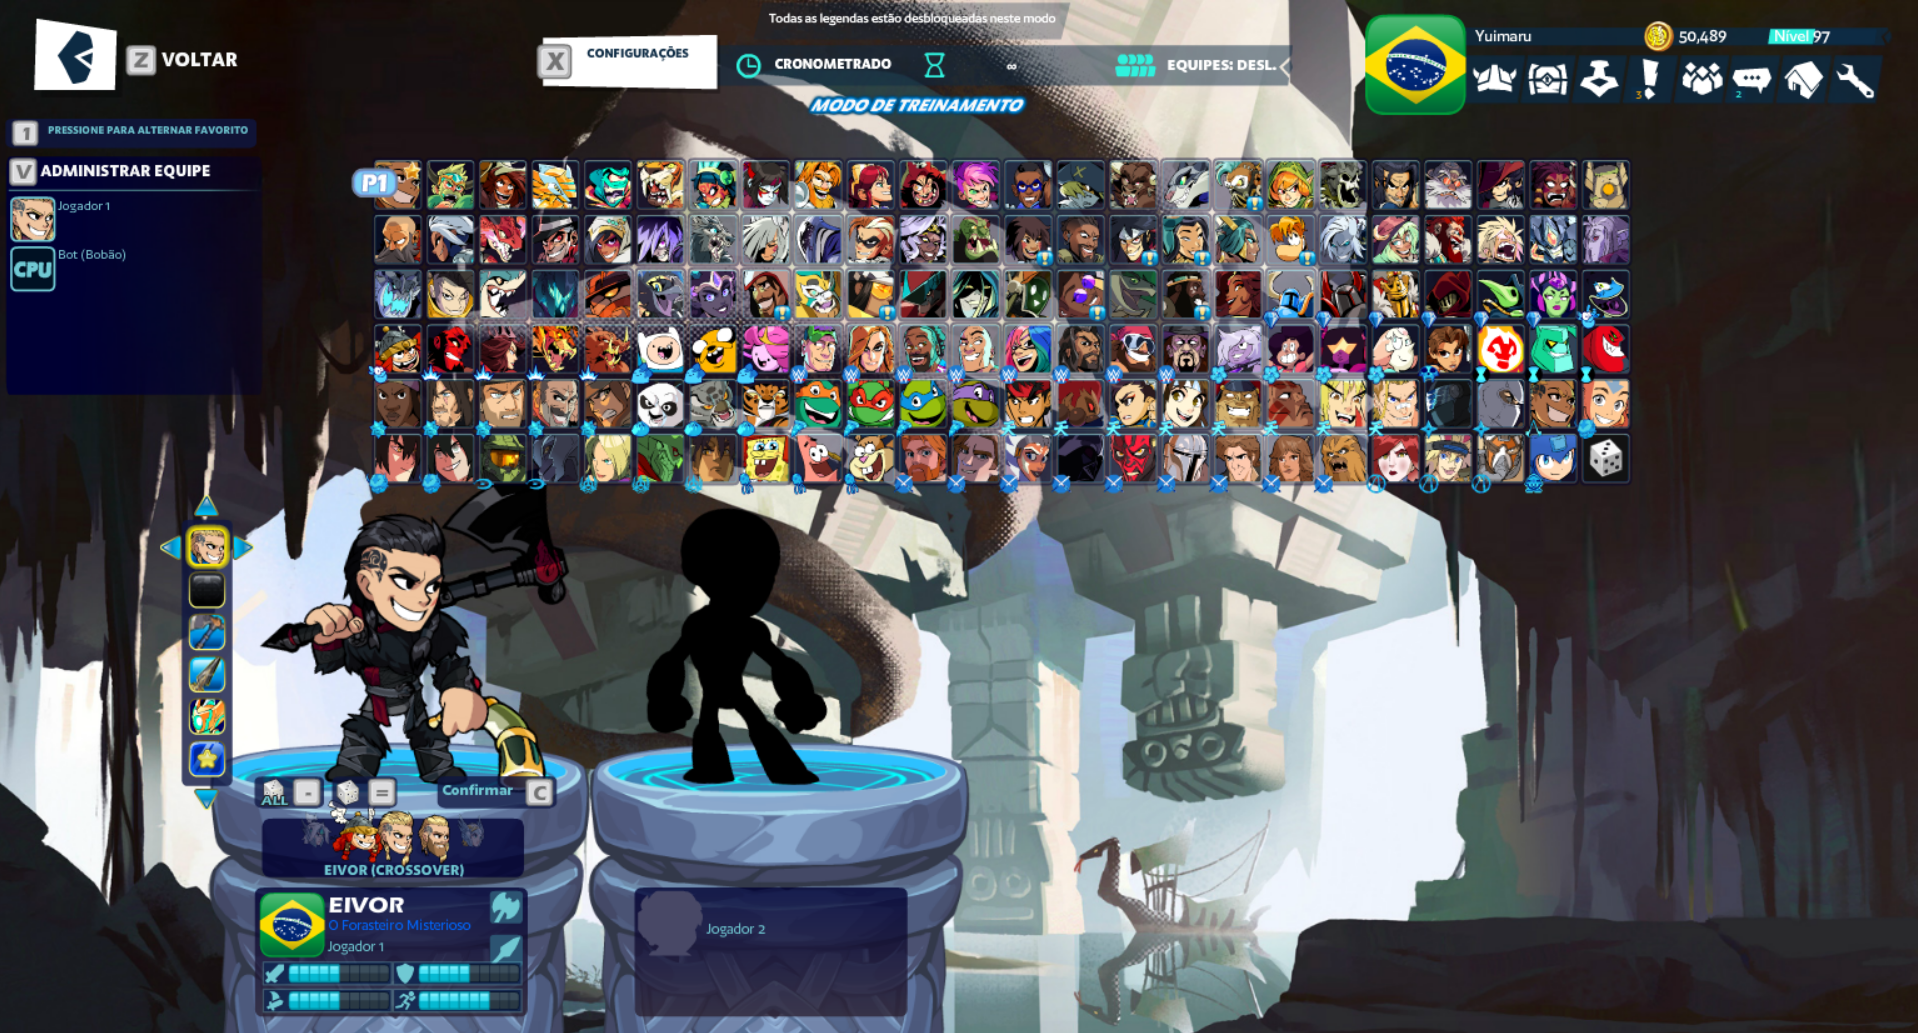 Todas as legendas estão desbloqueadas neste modo
Z VOLTAR
X CONFIGURAÇÕES
CRONOMETRADO
∞
EQUIPES: DESL.
MODO DE TREINAMENTO
Yuimaru
50,489
Nível 97
3
2
1 PRESSIONE PARA ALTERNAR FAVORITO
V ADMINISTRAR EQUIPE
Jogador 1
CPU Bot (Bobão)
P1
ALL - =
Confirmar C
EIVOR (CROSSOVER)
EIVOR
O Forasteiro Misterioso
Jogador 1
Jogador 2